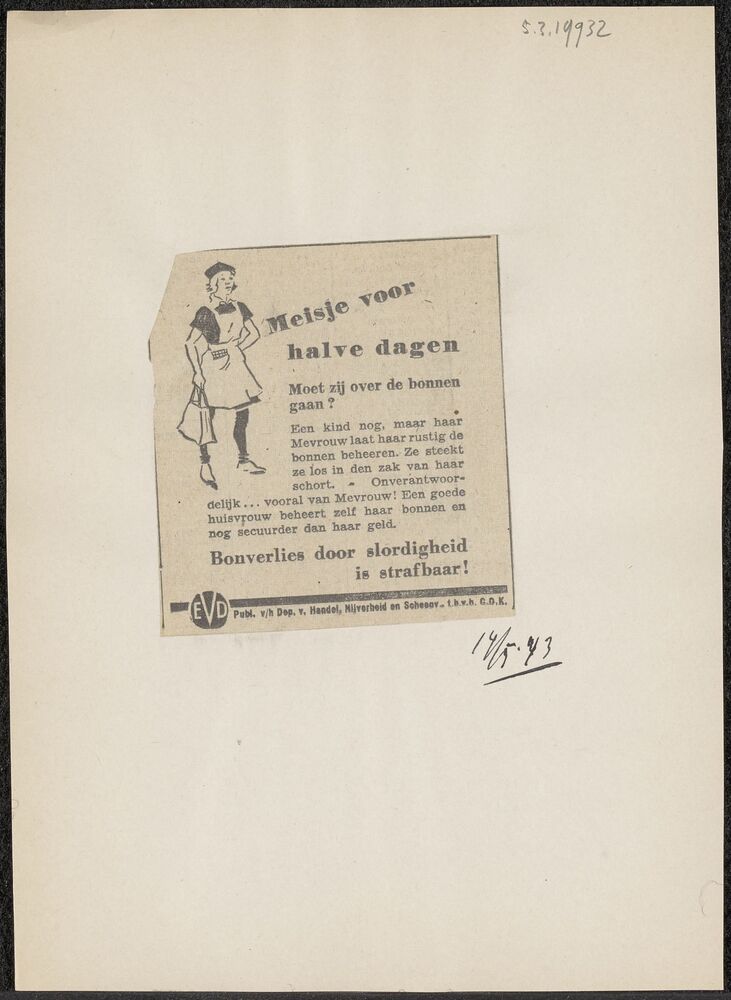 5.3.19932
Meisje voor
halve dagen
Moet zij over de bonnen
gaan?
Een kind nog, maar haar
Mevrouw laat haar rustig de
bonnen beheeren. Ze steekt
ze los in den zak van haar
schort. - Onverantwoor-
delijk... vooral van Mevrouw! Een goede
huisvrouw beheert zelf haar bonnen en
nog secuurder dan haar geld.
Bonverlies door slordigheid
is strafbaar!
EVD Publ. v/h Dep. v. Handel, Nijverheid en Scheepv. t.b.v.h. C.D.K.
14/5.43